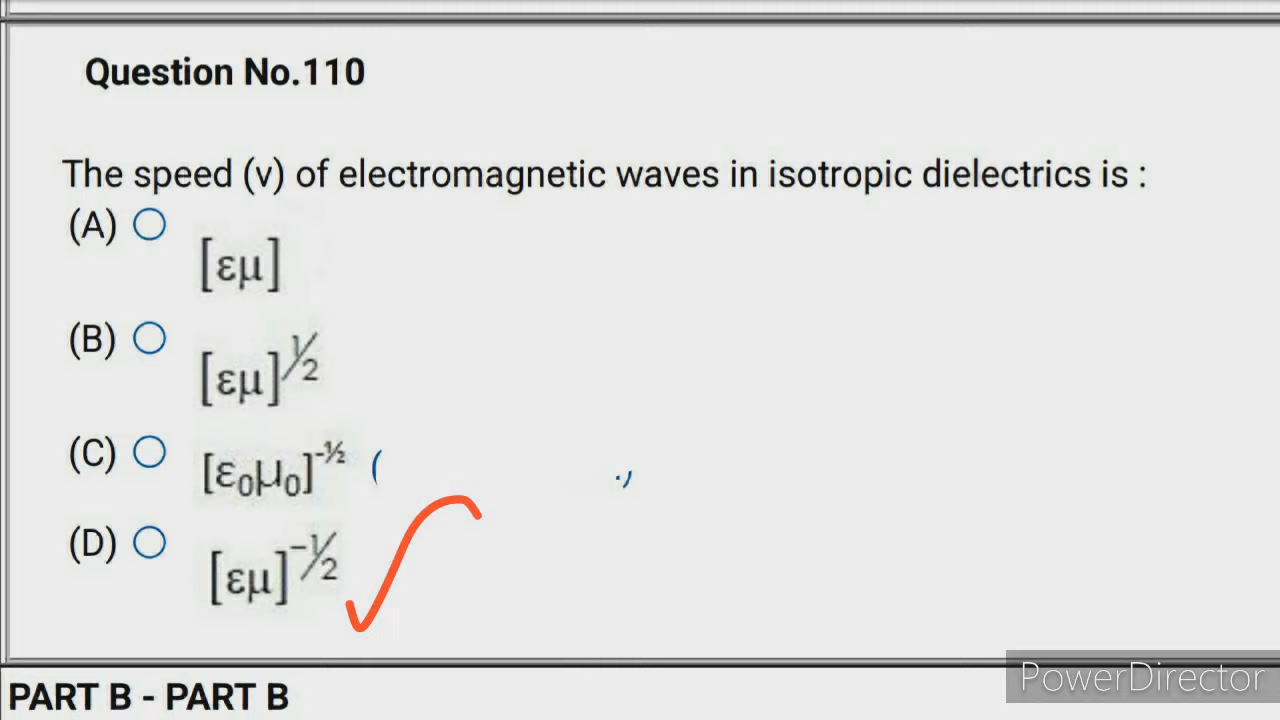 Question No.110
The speed (v) of electromagnetic waves in isotropic dielectrics is :
(A) [εμ]
(B) [εμ]^½
(C) [ε₀μ₀]^-½ (
(D) [εμ]^-½
PART B - PART B
PowerDirector